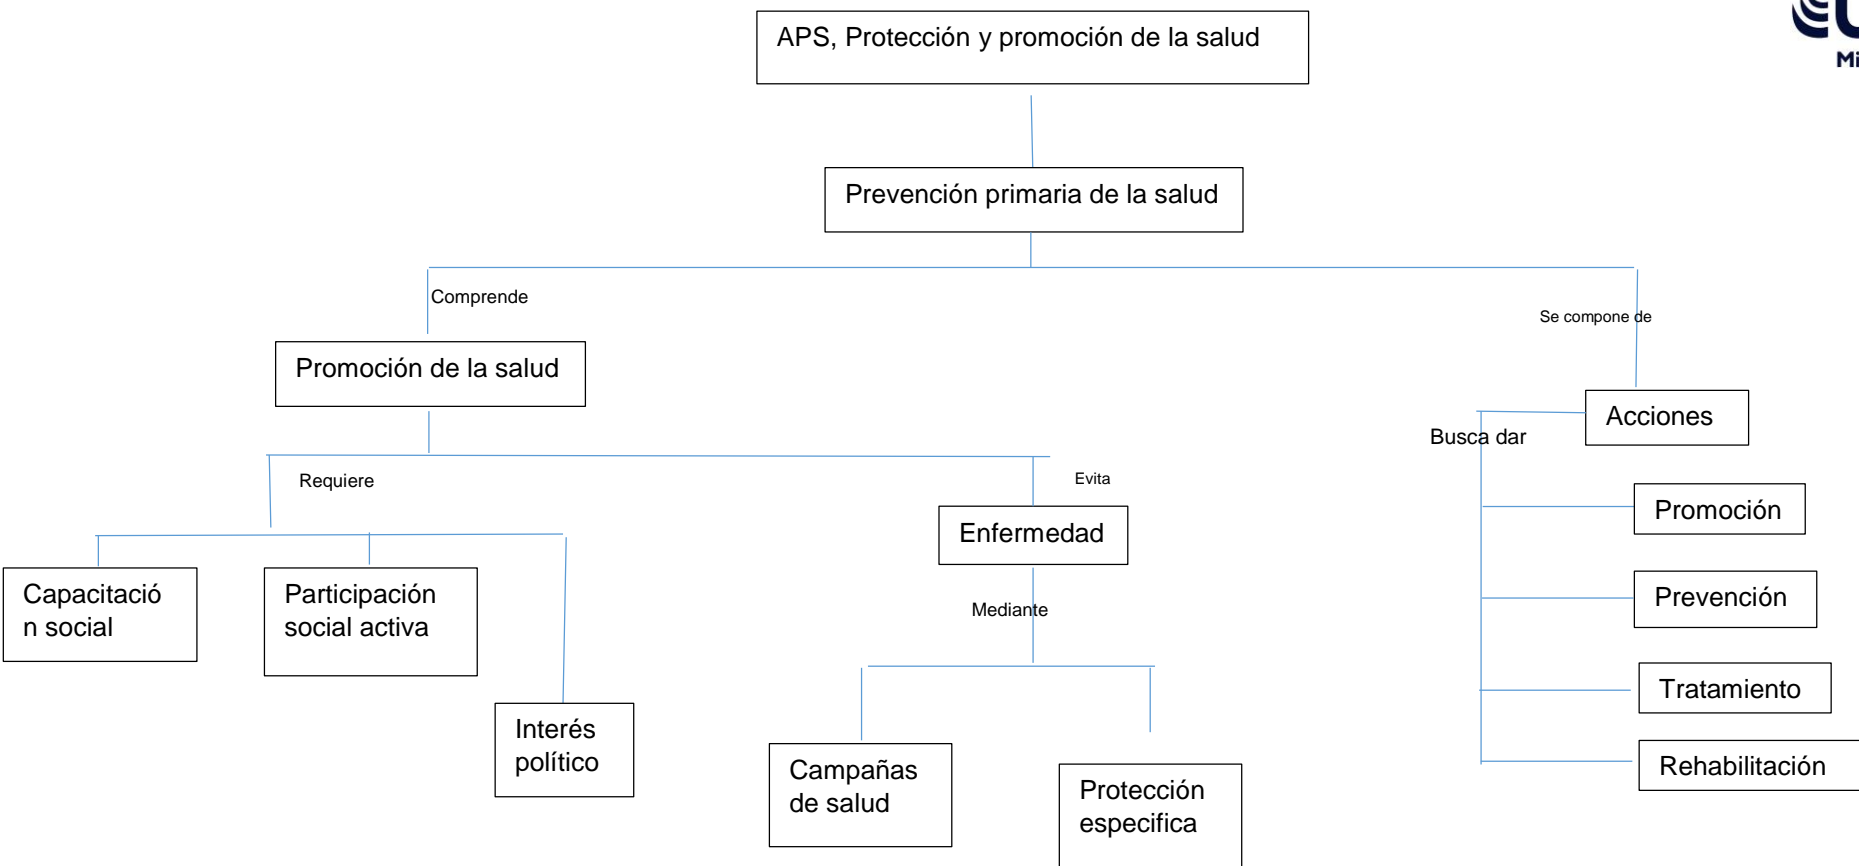 APS, Protección y promoción de la salud
Mi
Prevención primaria de la salud
Comprende
Se compone de
Promoción de la salud
Acciones
Busca dar
Requiere
Evita
Promoción
Enfermedad
Capacitació
n social
Participación
social activa
Mediante
Prevención
Tratamiento
Interés
político
Campañas
de salud
Protección
especifica
Rehabilitación